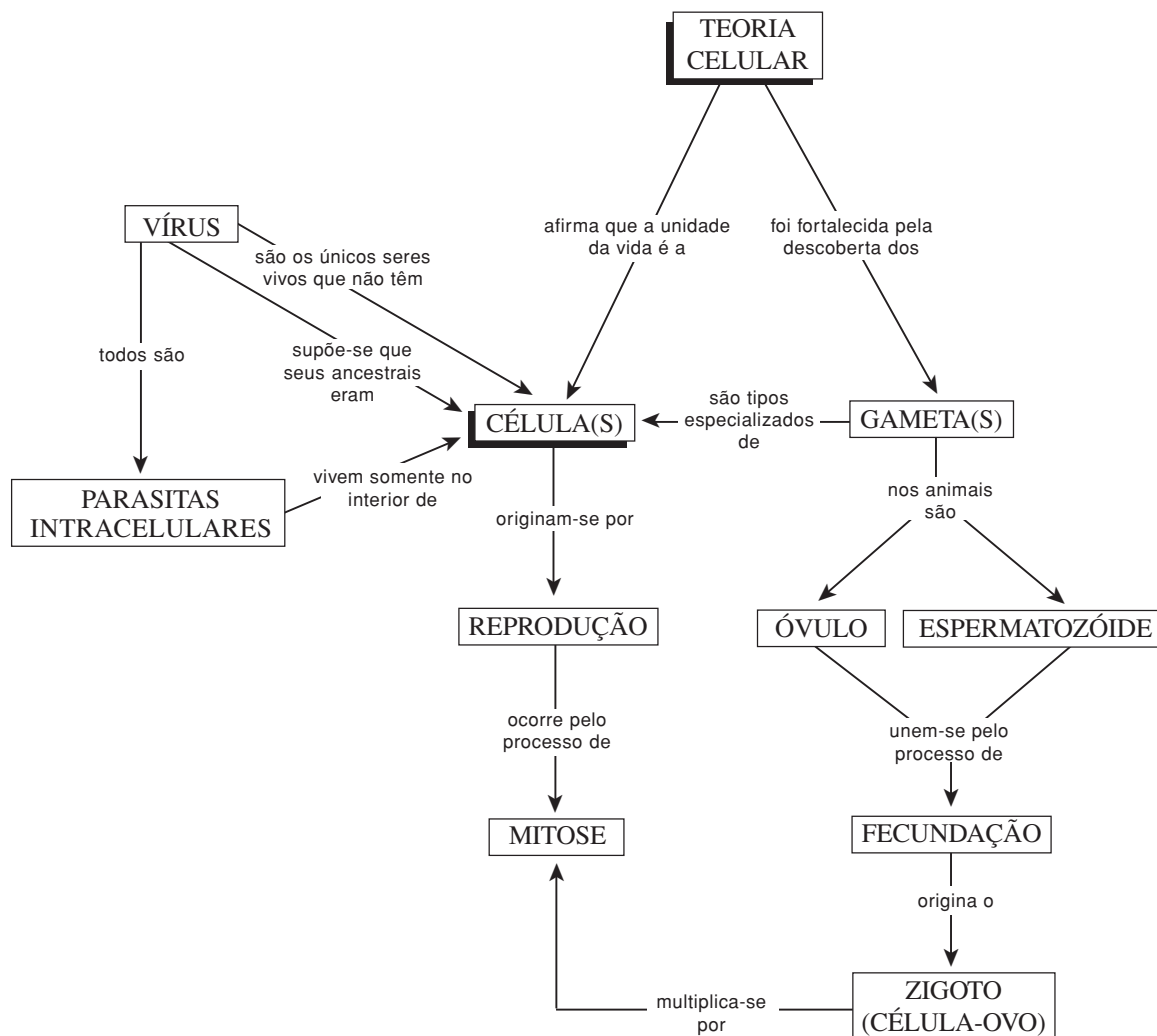 TEORIA
CELULAR
VÍRUS
são os únicos seres
vivos que não têm
afirma que a unidade
da vida é a
foi fortalecida pela
descoberta dos
todos são
supõe-se que
seus ancestrais
eram
CÉLULA(S)
são tipos
especializados
de
GAMETA(S)
PARASITAS
INTRACELULARES
vivem somente no
interior de
originam-se por
nos animais
são
REPRODUÇÃO
ÓVULO
ESPERMATOZÓIDE
ocorre pelo
processo de
unem-se pelo
processo de
MITOSE
FECUNDAÇÃO
origina o
multiplica-se
por
ZIGOTO
(CÉLULA-OVO)